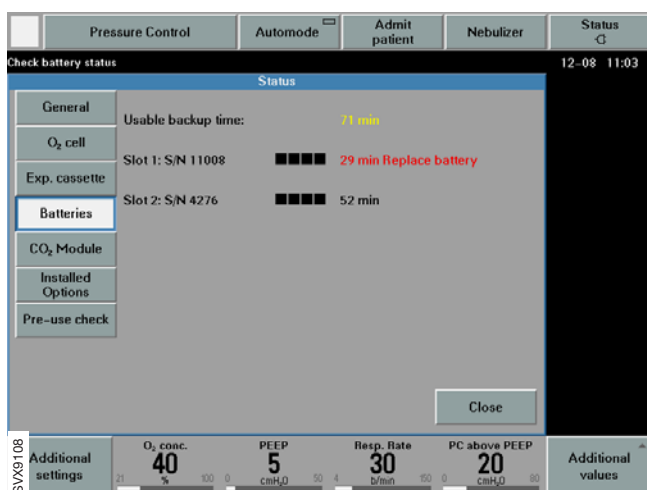 Pressure Control
Automode
Admit
patient
Nebulizer
Status
Check battery status
12-08 11:03
Status
General
O₂ cell
Exp. cassette
Batteries
CO₂ Module
Installed
Options
Pre-use check
Usable backup time: 71 min
Slot 1: S/N 11008 29 min Replace battery
Slot 2: S/N 4276 52 min
Close
SVX9108
Additional
settings
O₂ conc.
40
21 % 100
PEEP
5
0 cmH₂O 50
Resp. Rate
30
4 b/min 150
PC above PEEP
20
0 cmH₂O 80
Additional
values